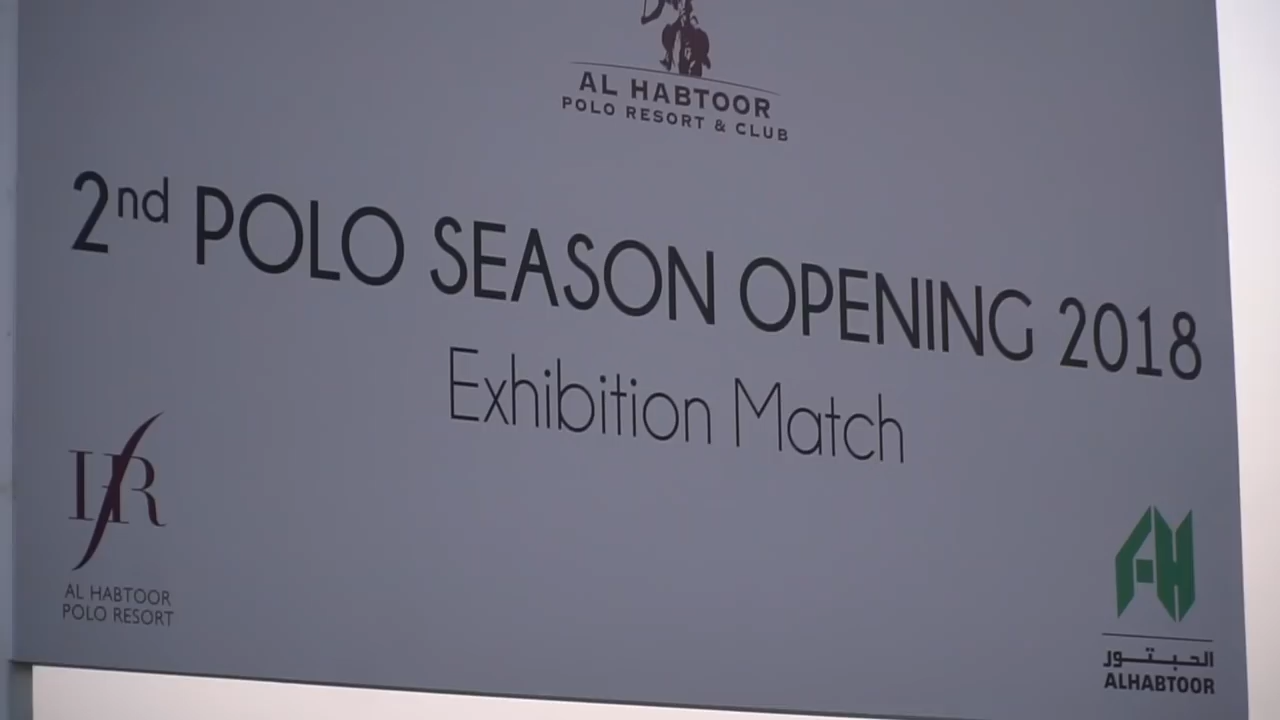 AL HABTOOR
POLO RESORT & CLUB
2nd POLO SEASON OPENING 2018
Exhibition Match
AL HABTOOR
POLO RESORT
الحبتور
ALHABTOOR